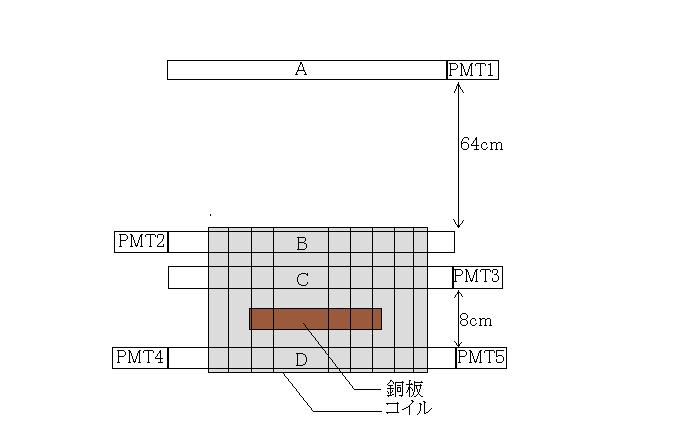 A PMT1
64cm
PMT2 B
C PMT3
8cm
PMT4 D PMT5
銅板
コイル